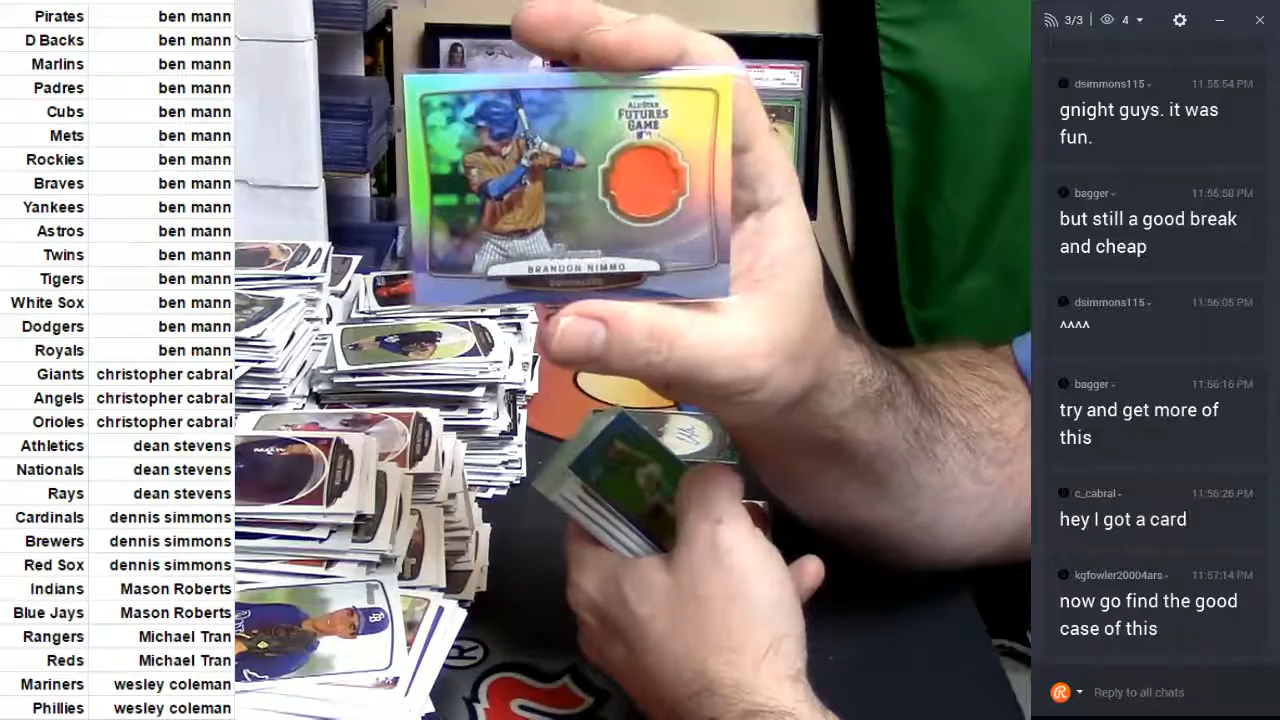 Pirates ben mann
D Backs ben mann
Marlins ben mann
Padres ben mann
Cubs ben mann
Mets ben mann
Rockies ben mann
Braves ben mann
Yankees ben mann
Astros ben mann
Twins ben mann
Tigers ben mann
White Sox ben mann
Dodgers ben mann
Royals ben mann
Giants christopher cabral
Angels christopher cabral
Orioles christopher cabral
Athletics dean stevens
Nationals dean stevens
Rays dean stevens
Cardinals dennis simmons
Brewers dennis simmons
Red Sox dennis simmons
Indians Mason Roberts
Blue Jays Mason Roberts
Rangers Michael Tran
Reds Michael Tran
Mariners wesley coleman
Phillies wesley coleman
ALL-STAR
FUTURES
GAME
BRANDON NIMMO
3/3 4
dsimmons115 11:55:54 PM
gnight guys. it was
fun.
bagger 11:55:58 PM
but still a good break
and cheap
dsimmons115 11:56:05 PM
^^^^
bagger 11:56:16 PM
try and get more of
this
c_cabral 11:56:26 PM
hey I got a card
kgfowler20004ars 11:57:14 PM
now go find the good
case of this
Reply to all chats